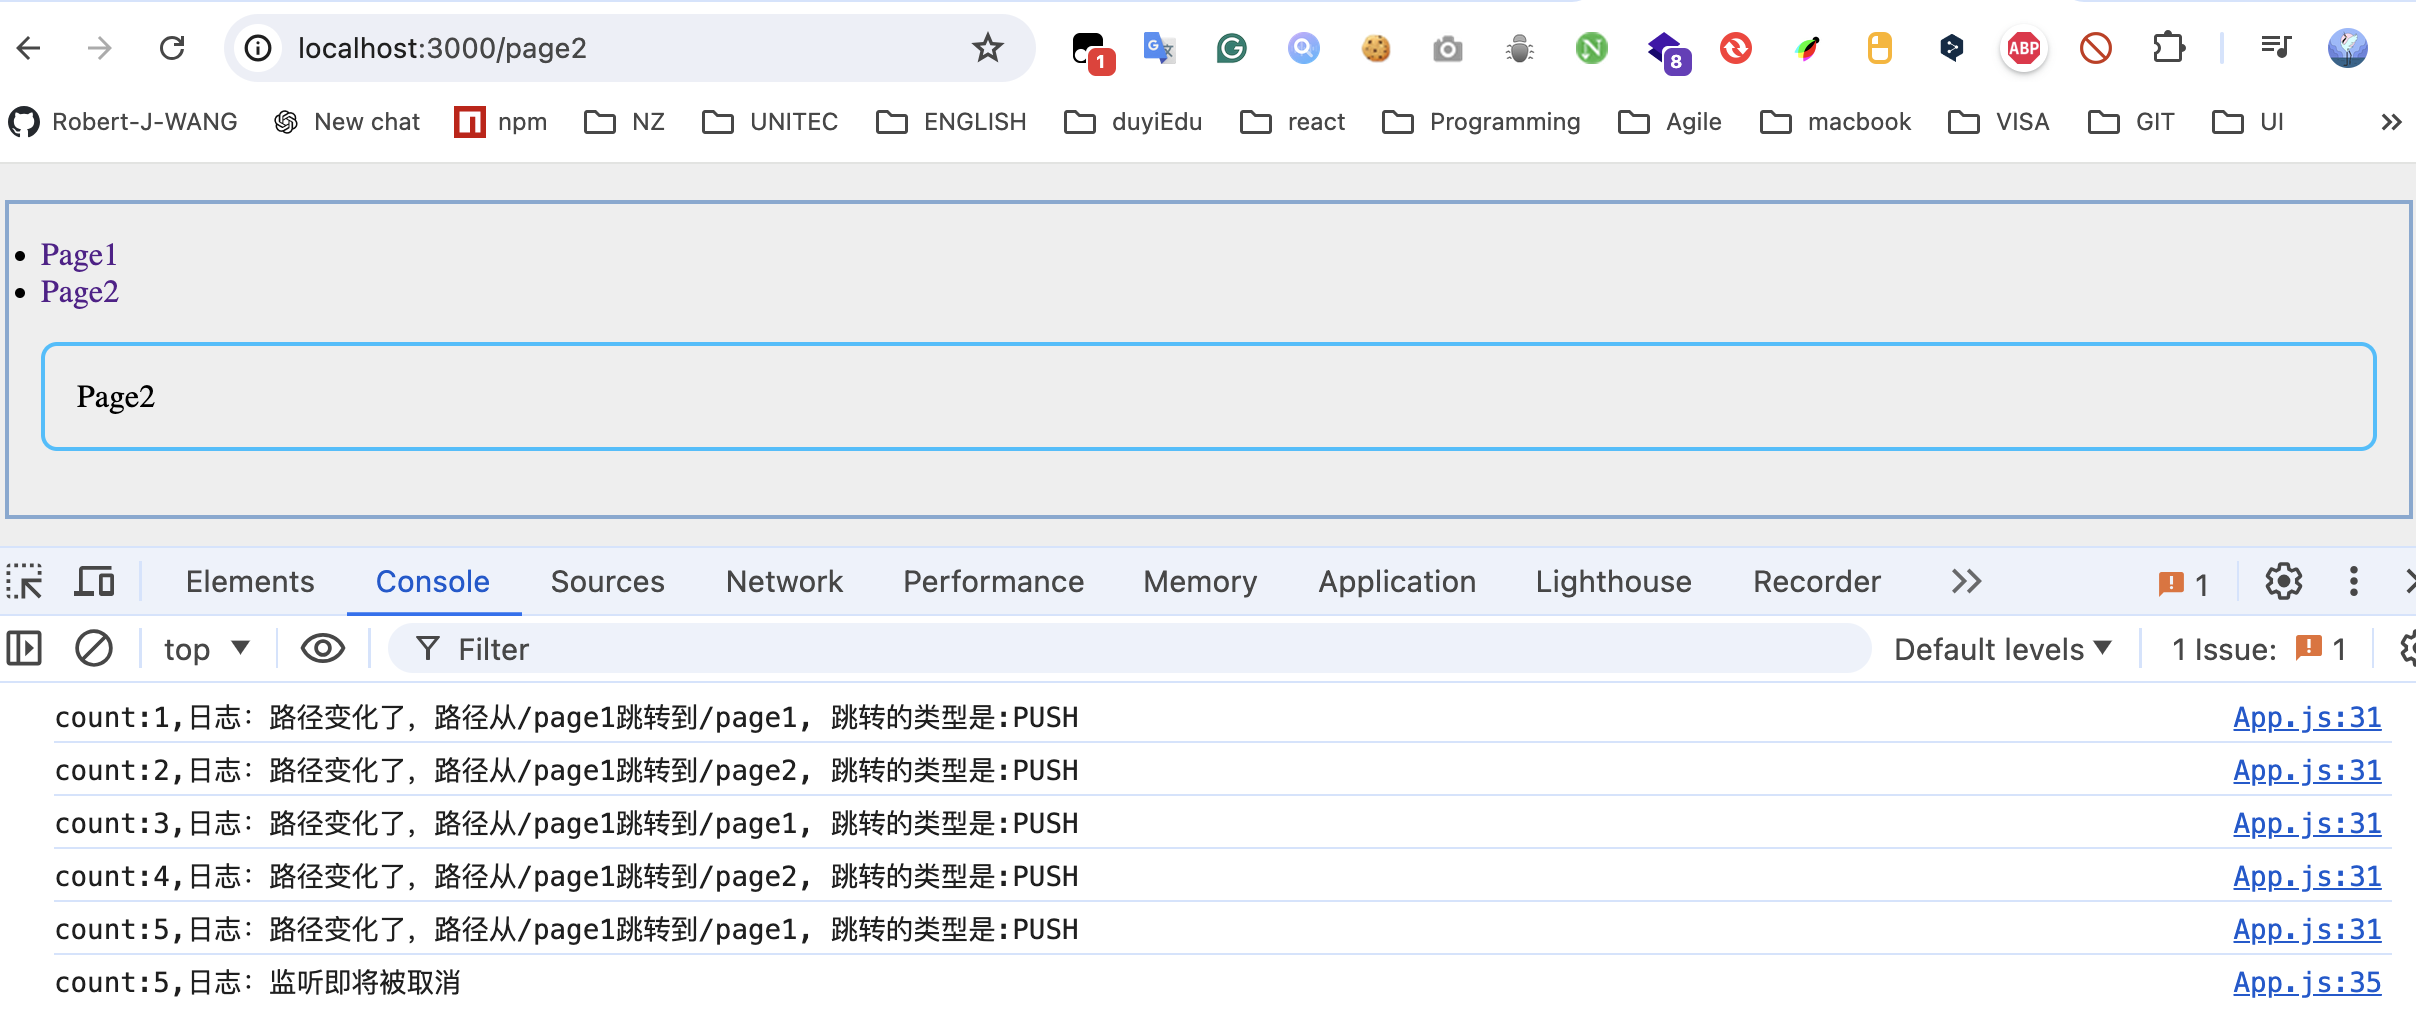 localhost:3000/page2
1
8
ABP
Robert-J-WANG New chat npm NZ UNITEC ENGLISH duyiEdu react Programming Agile macbook VISA GIT UI
Page1
Page2
Page2
Elements Console Sources Network Performance Memory Application Lighthouse Recorder 1
top Filter Default levels 1 Issue: 1
count:1,日志：路径变化了，路径从/page1跳转到/page1, 跳转的类型是:PUSH App.js:31
count:2,日志：路径变化了，路径从/page1跳转到/page2, 跳转的类型是:PUSH App.js:31
count:3,日志：路径变化了，路径从/page1跳转到/page1, 跳转的类型是:PUSH App.js:31
count:4,日志：路径变化了，路径从/page1跳转到/page2, 跳转的类型是:PUSH App.js:31
count:5,日志：路径变化了，路径从/page1跳转到/page1, 跳转的类型是:PUSH App.js:31
count:5,日志：监听即将被取消 App.js:35